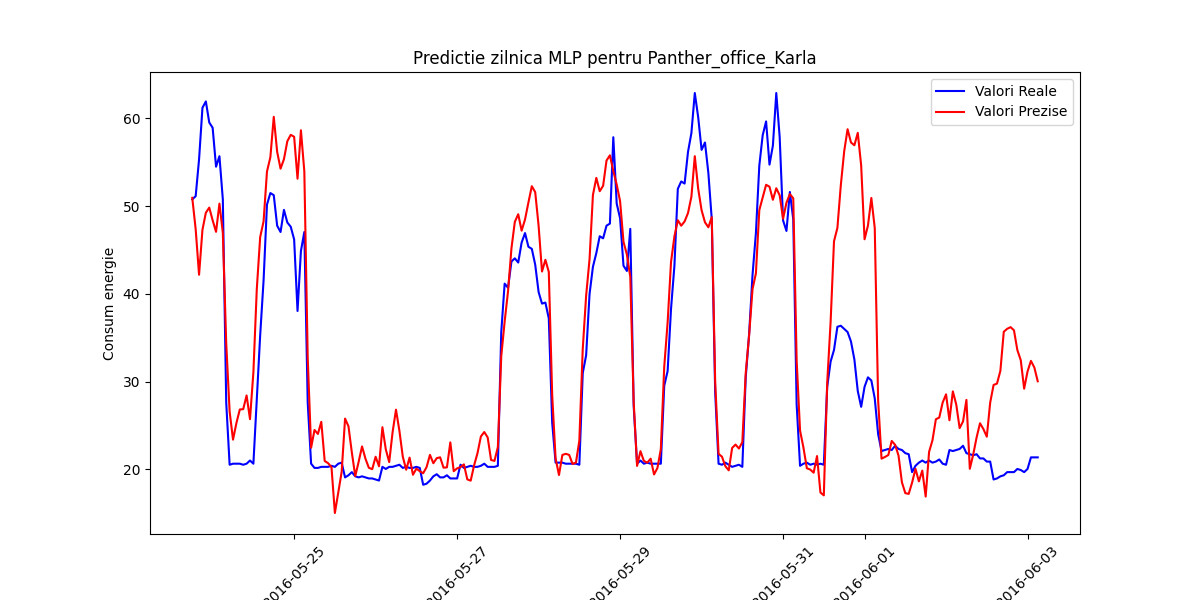 Predictie zilnica MLP pentru Panther_office_Karla
Valori Reale
Valori Prezise
Consum energie
60
50
40
30
20
2016-05-25
2016-05-27
2016-05-29
2016-05-31
2016-06-01
2016-06-03